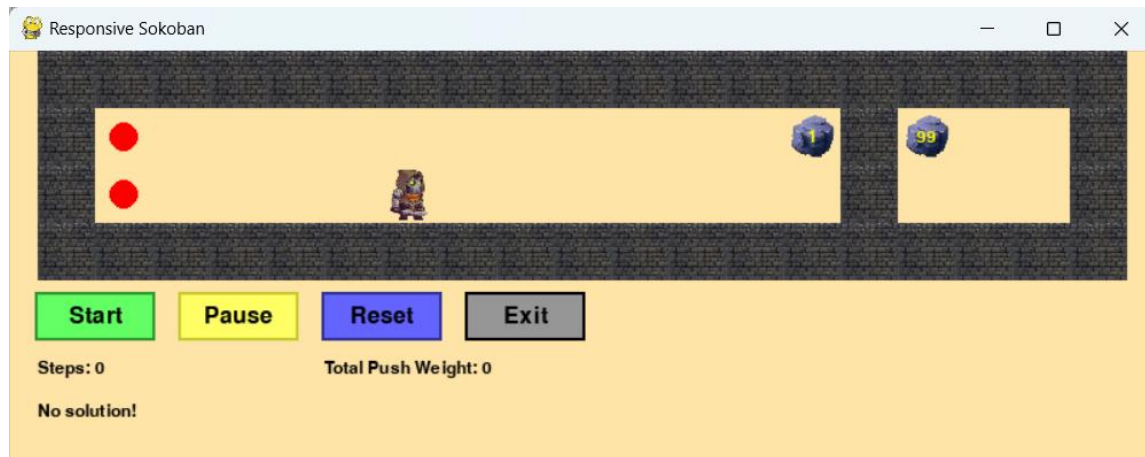 Responsive Sokoban
1 99
Start Pause Reset Exit
Steps: 0 Total Push Weight: 0
No solution!